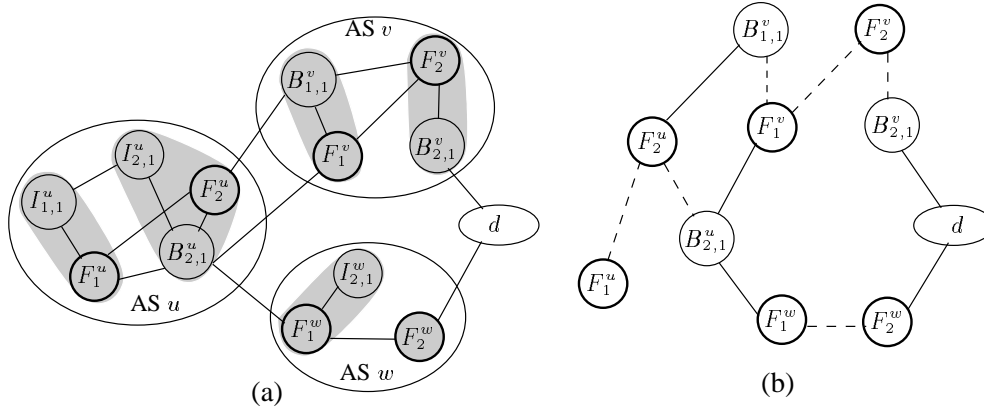 AS v
B^v_{1,1}
F^v_2
F^v_1
B^v_{2,1}
I^u_{2,1}
I^u_{1,1}
F^u_2
B^u_{2,1}
F^u_1
AS u
d
I^w_{2,1}
F^w_1
F^w_2
AS w
(a)
B^v_{1,1}
F^v_2
F^u_2
F^v_1
B^v_{2,1}
B^u_{2,1}
d
F^u_1
F^w_1
F^w_2
(b)